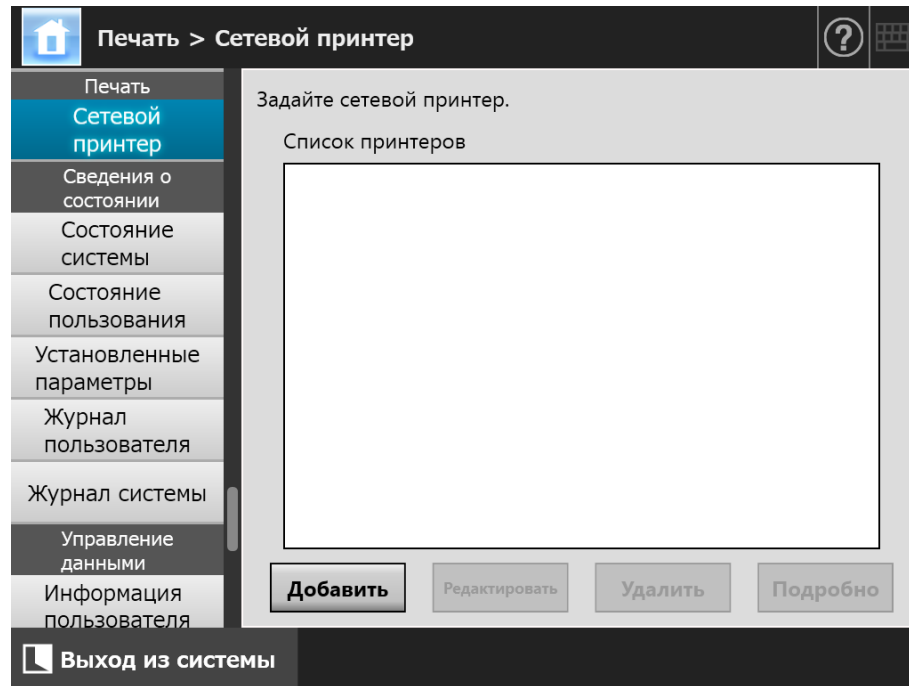 Печать > Сетевой принтер
?
Печать
Сетевой
принтер
Сведения о
состоянии
Состояние
системы
Состояние
пользования
Установленные
параметры
Журнал
пользователя
Журнал системы
Управление
данными
Информация
пользователя
Задайте сетевой принтер.
Список принтеров
Добавить
Редактировать
Удалить
Подробно
Выход из системы